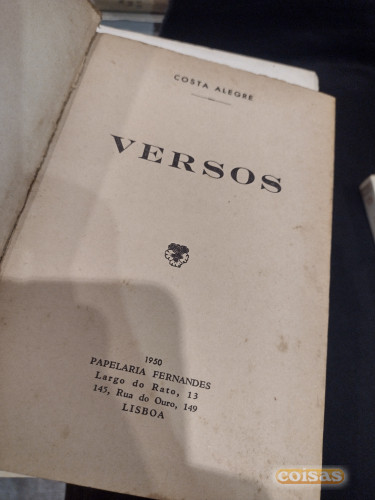 COSTA ALEGRE
VERSOS
1950
PAPELARIA FERNANDES
Largo do Rato, 13
145, Rua do Ouro, 149
LISBOA
coisas